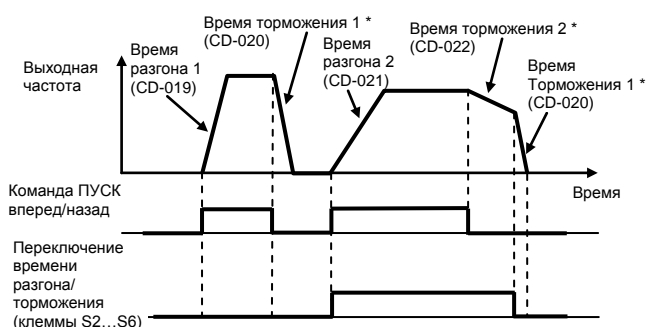 Выходная
частота
Время
разгона 1
(CD-019)
Время торможения 1 *
(CD-020)
Время
разгона 2
(CD-021)
Время торможения 2 *
(CD-022)
Время
Торможения 1 *
(CD-020)
Время
Команда ПУСК
вперед/назад
Переключение
времени
разгона/
торможения
(клеммы S2...S6)